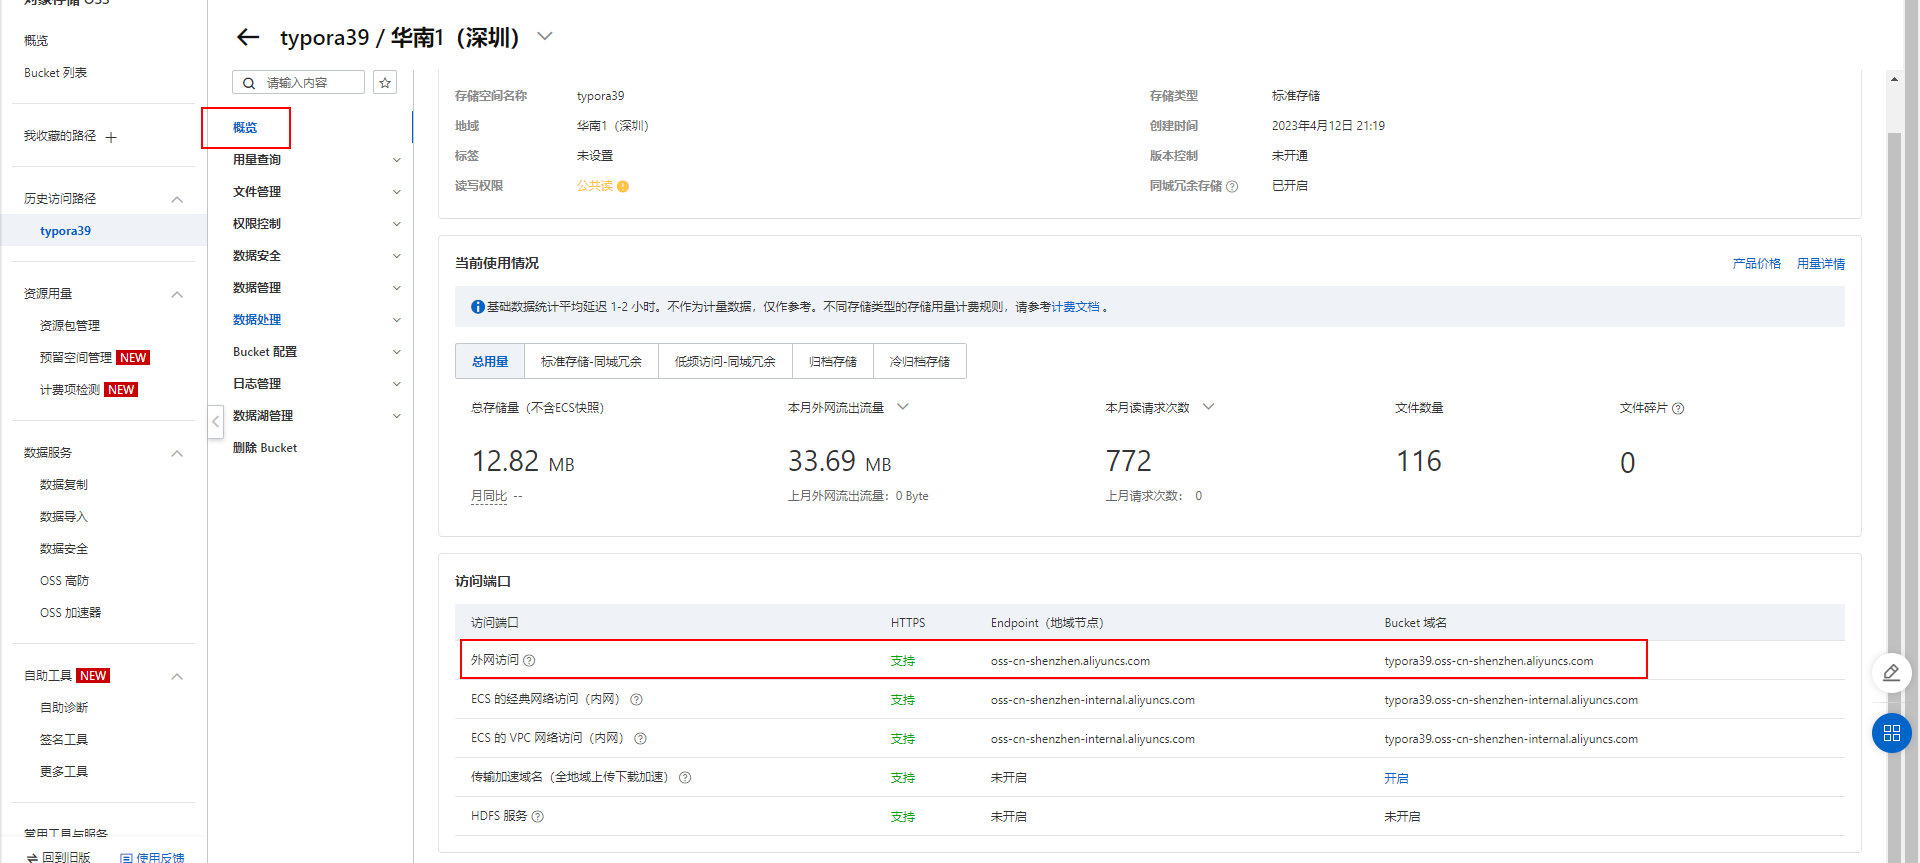 对象存储 OSS
概览
Bucket 列表
我收藏的路径
历史访问路径
typora39
资源用量
资源包管理
预留空间管理 NEW
计费项检测 NEW
数据服务
数据复制
数据导入
数据安全
OSS 高防
OSS 加速器
自助工具 NEW
自助诊断
签名工具
更多工具
常用工具与服务
回到旧版 使用反馈
typora39 / 华南1（深圳）
请输入内容
概览
用量查询
文件管理
权限控制
数据安全
数据管理
数据处理
Bucket 配置
日志管理
数据湖管理
删除 Bucket
存储空间名称 typora39 存储类型 标准存储
地域 华南1（深圳） 创建时间 2023年4月12日 21:19
标签 未设置 版本控制 未开通
读写权限 公共读 同城冗余存储 已开启
当前使用情况 产品价格 用量详情
基础数据统计平均延迟 1-2 小时。不作为计量数据，仅作参考。不同存储类型的存储用量计费规则，请参考计费文档 。
总用量 标准存储-同城冗余 低频访问-同城冗余 归档存储 冷归档存储
总存储量（不含ECS快照） 本月外网流出流量 本月读请求次数 文件数量 文件碎片
12.82 MB 33.69 MB 772 116 0
月同比 -- 上月外网流出流量：0 Byte 上月请求次数： 0
访问端口
访问端口 HTTPS Endpoint（地域节点） Bucket 域名
外网访问 支持 oss-cn-shenzhen.aliyuncs.com typora39.oss-cn-shenzhen.aliyuncs.com
ECS 的经典网络访问（内网） 支持 oss-cn-shenzhen-internal.aliyuncs.com typora39.oss-cn-shenzhen-internal.aliyuncs.com
ECS 的 VPC 网络访问（内网） 支持 oss-cn-shenzhen-internal.aliyuncs.com typora39.oss-cn-shenzhen-internal.aliyuncs.com
传输加速域名（全地域上传下载加速） 支持 未开启 开启
HDFS 服务 支持 未开启 未开启